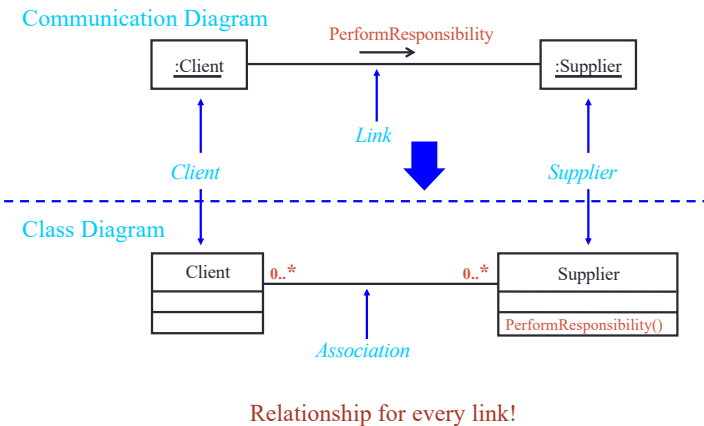 Communication Diagram
PerformResponsibility
:Client
:Supplier
Link
Client
Supplier
Class Diagram
Client
0..*
0..*
Supplier
PerformResponsibility()
Association
Relationship for every link!